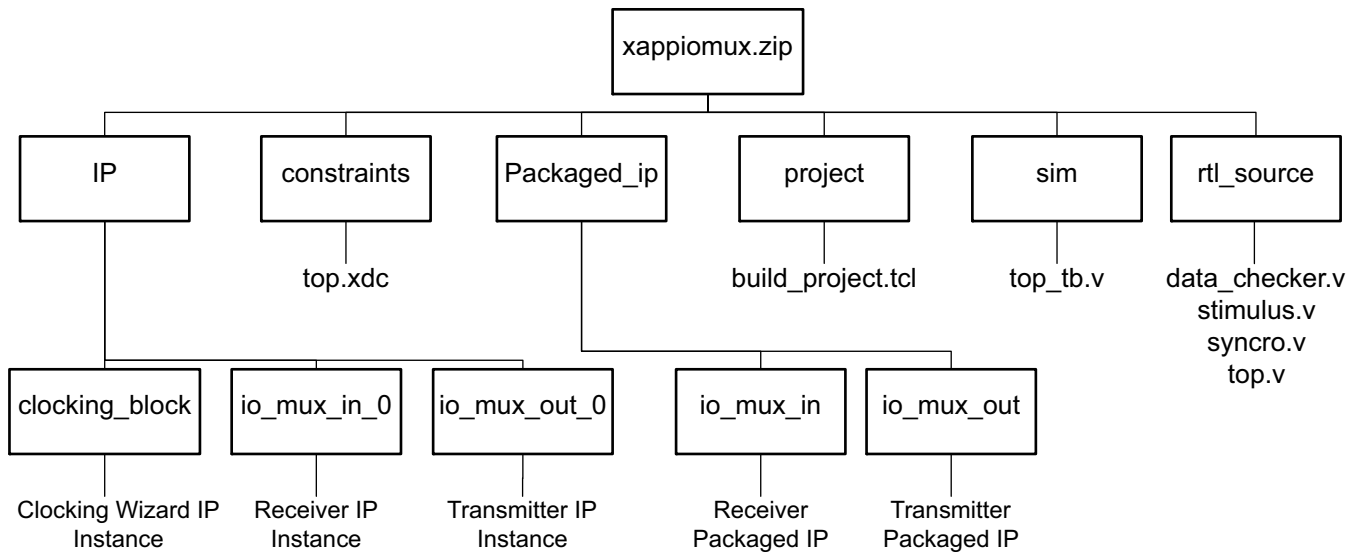 xappiomux.zip
IP
constraints
Packaged_ip
project
sim
rtl_source
top.xdc
build_project.tcl
top_tb.v
data_checker.v
stimulus.v
syncro.v
top.v
clocking_block
io_mux_in_0
io_mux_out_0
io_mux_in
io_mux_out
Clocking Wizard IP
Instance
Receiver IP
Instance
Transmitter IP
Instance
Receiver
Packaged IP
Transmitter
Packaged IP